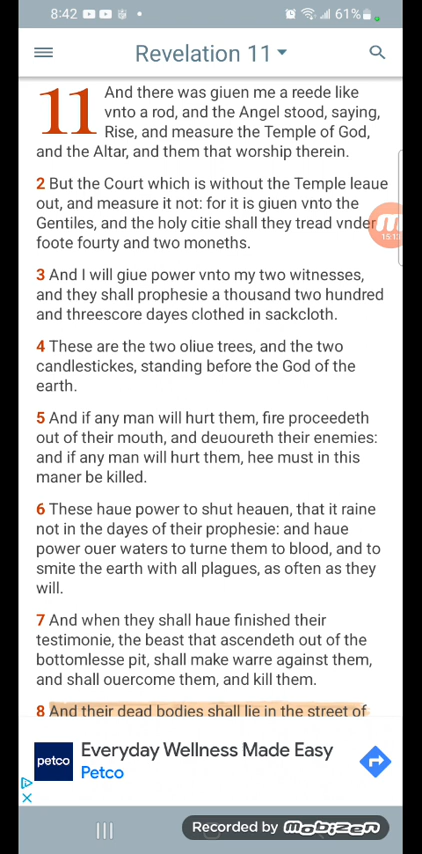 8:42
61%
Revelation 11
11 And there was giuen me a reede like
vnto a rod, and the Angel stood, saying,
Rise, and measure the Temple of God,
and the Altar, and them that worship therein.
2 But the Court which is without the Temple leaue
out, and measure it not: for it is giuen vnto the
Gentiles, and the holy citie shall they tread vnder
foote fourty and two moneths.
3 And I will giue power vnto my two witnesses,
and they shall prophesie a thousand two hundred
and threescore dayes clothed in sackcloth.
4 These are the two oliue trees, and the two
candlestickes, standing before the God of the
earth.
5 And if any man will hurt them, fire proceedeth
out of their mouth, and deuoureth their enemies:
and if any man will hurt them, hee must in this
maner be killed.
6 These haue power to shut heauen, that it raine
not in the dayes of their prophesie: and haue
power ouer waters to turne them to blood, and to
smite the earth with all plagues, as often as they
will.
7 And when they shall haue finished their
testimonie, the beast that ascendeth out of the
bottomlesse pit, shall make warre against them,
and shall ouercome them, and kill them.
8 And their dead bodies shall lie in the street of
petco
Everyday Wellness Made Easy
Petco
Recorded by mobizen